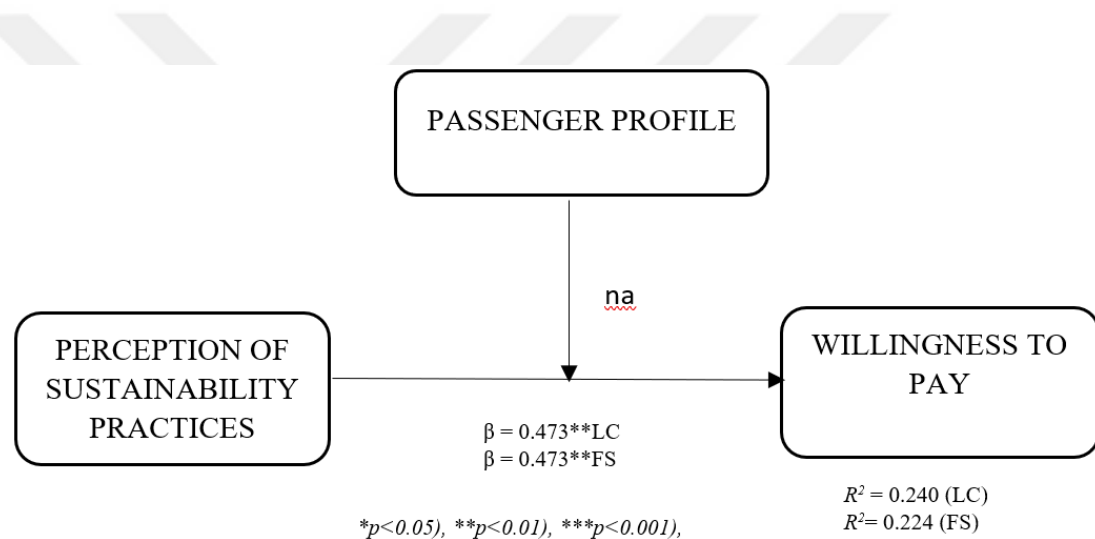 PASSENGER PROFILE
na
PERCEPTION OF
SUSTAINABILITY
PRACTICES
WILLINGNESS TO
PAY
β = 0.473**LC
β = 0.473**FS
R² = 0.240 (LC)
R²= 0.224 (FS)
*p<0.05), **p<0.01), ***p<0.001),